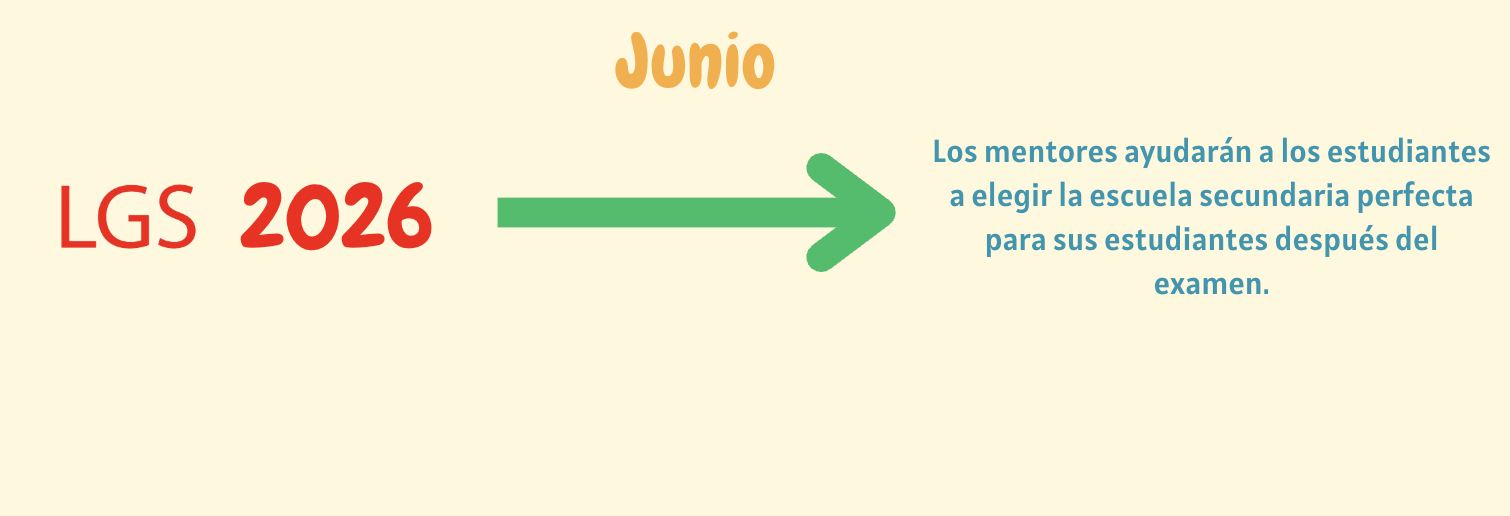 Junio
LGS 2026
Los mentores ayudarán a los estudiantes
a elegir la escuela secundaria perfecta
para sus estudiantes después del
examen.